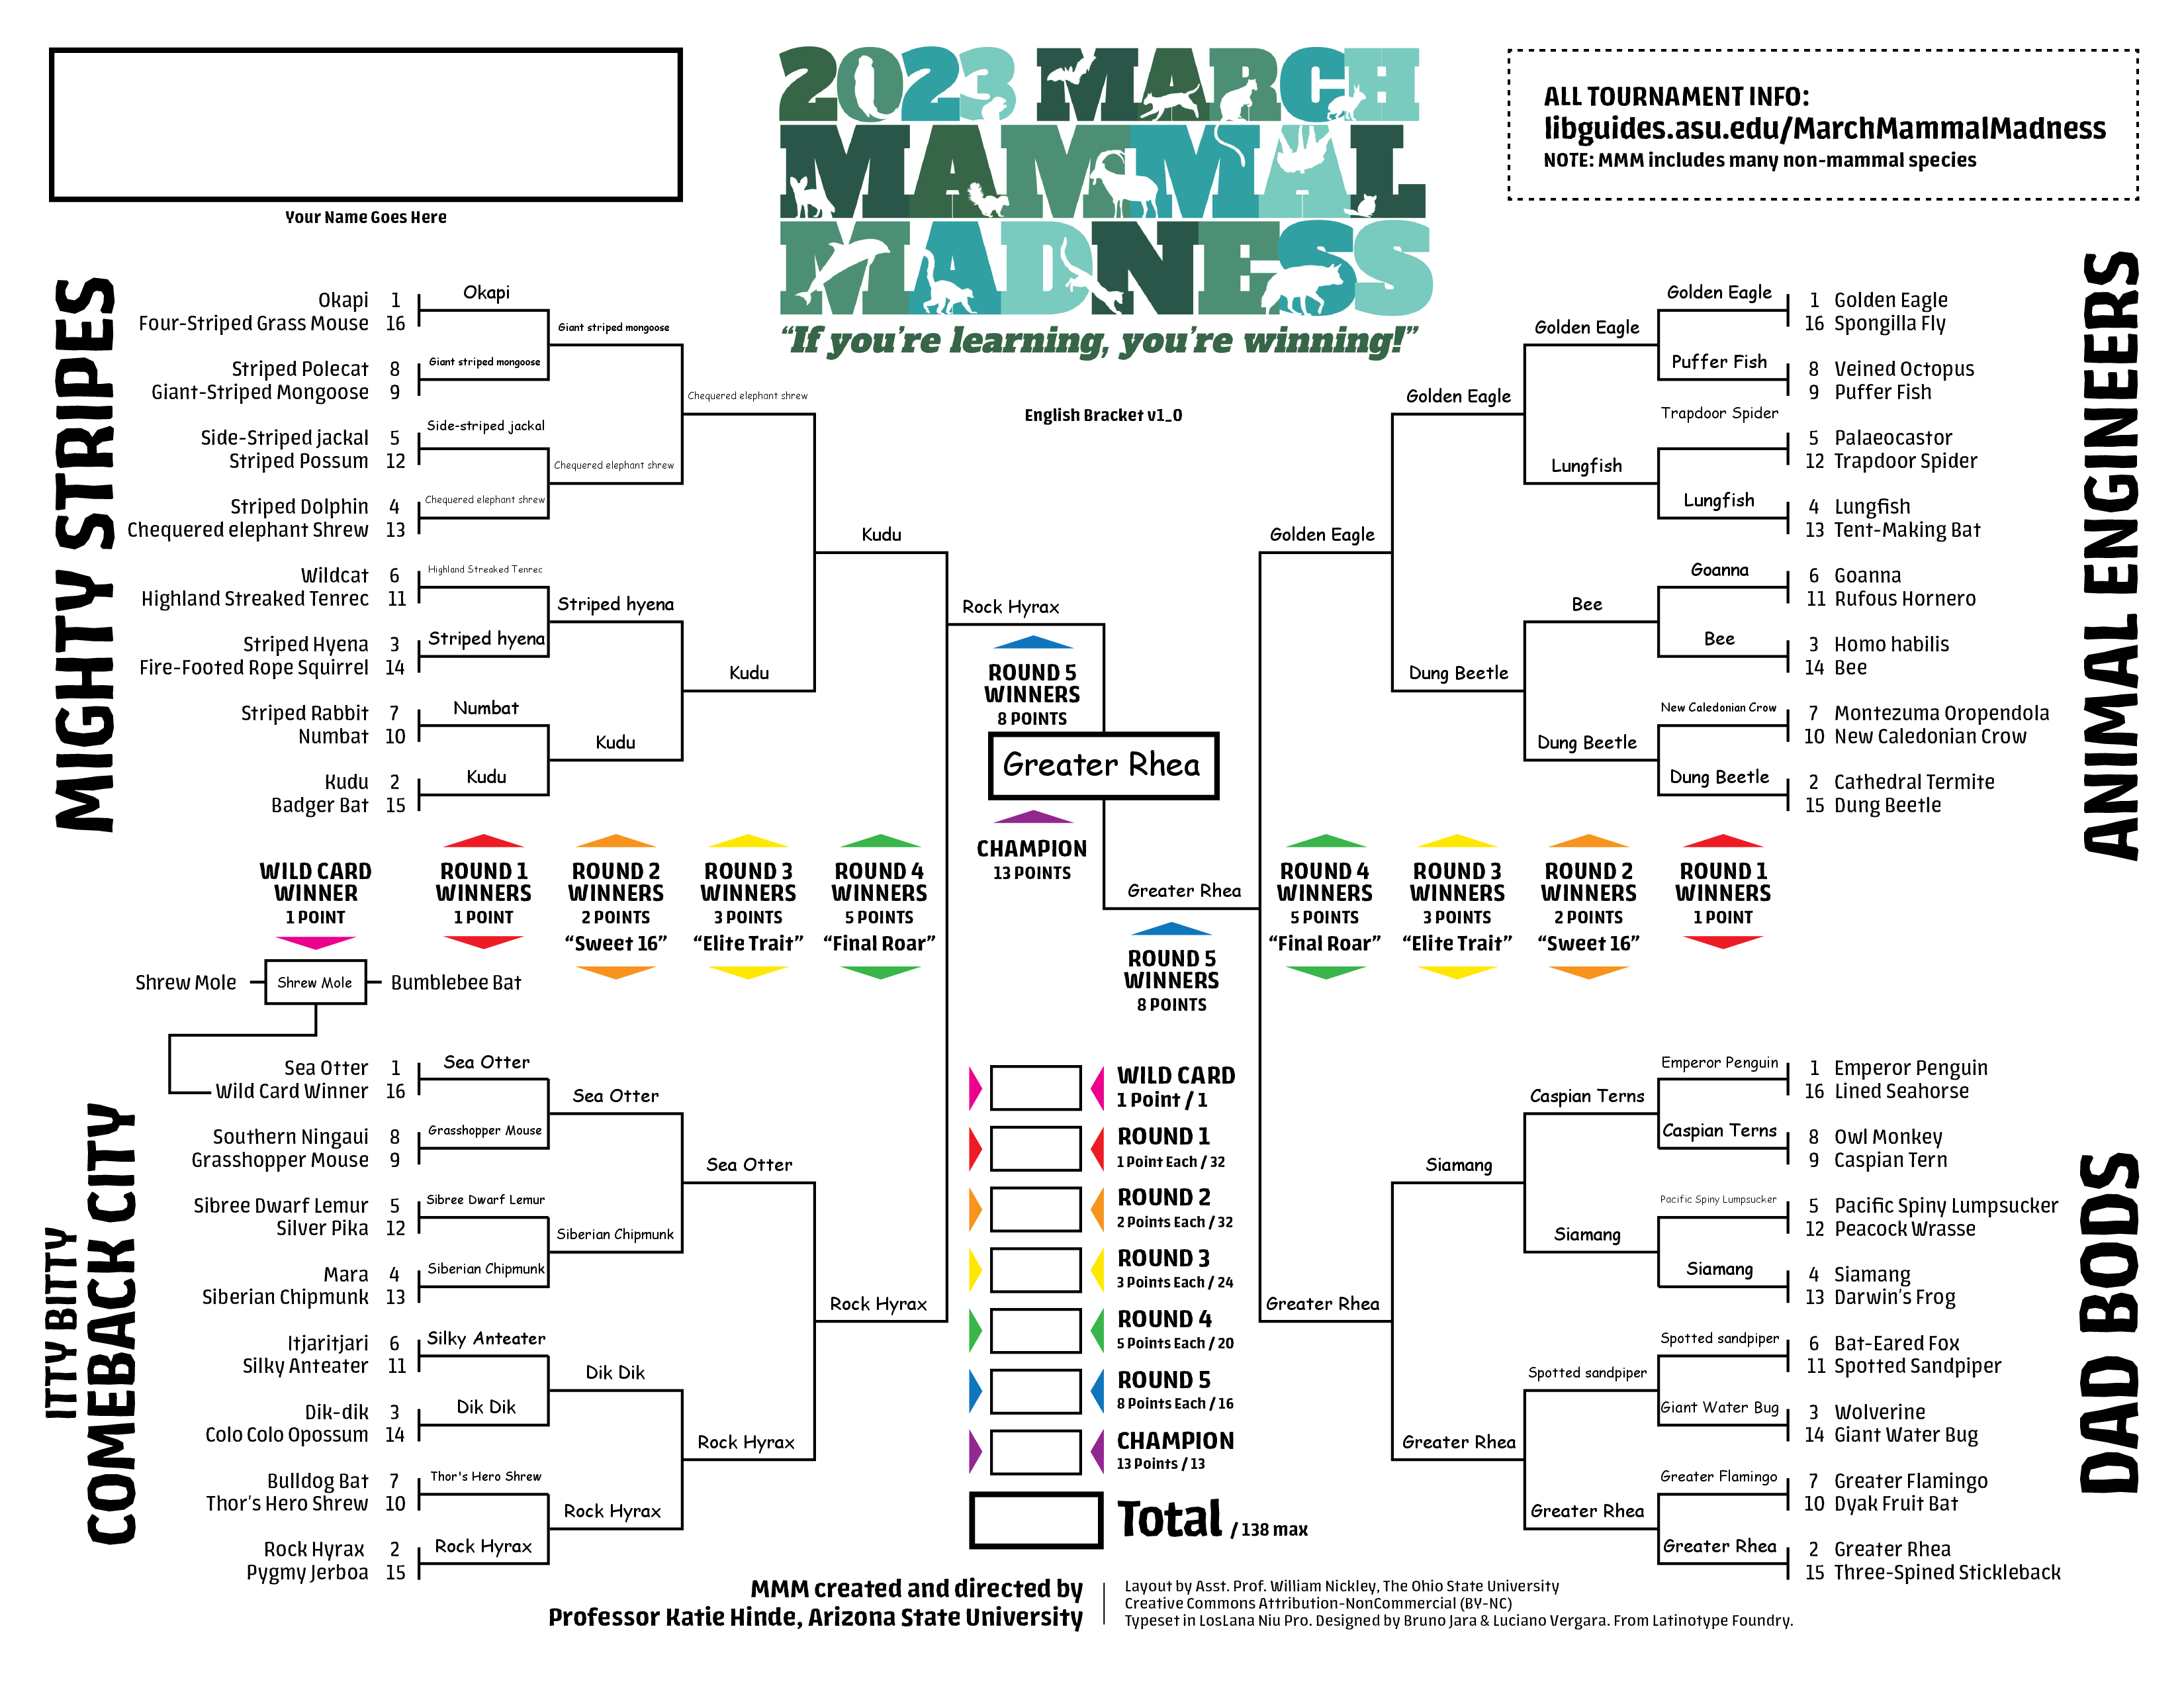 2023 MARCH
MAMMAL
MADNESS
"If you're learning, you're winning!"
English Bracket v1_0
Your Name Goes Here
ALL TOURNAMENT INFO:
libguides.asu.edu/MarchMammalMadness
NOTE: MMM includes many non-mammal species
MIGHTY STRIPES
Okapi 1
Four-Striped Grass Mouse 16
Striped Polecat 8
Giant-Striped Mongoose 9
Side-Striped jackal 5
Striped Possum 12
Striped Dolphin 4
Chequered elephant Shrew 13
Wildcat 6
Highland Streaked Tenrec 11
Striped Hyena 3
Fire-Footed Rope Squirrel 14
Striped Rabbit 7
Numbat 10
Kudu 2
Badger Bat 15
Okapi
Giant striped mongoose
Side-striped jackal
Chequered elephant shrew
Highland Streaked Tenrec
Striped hyena
Numbat
Kudu
Giant striped mongoose
Chequered elephant shrew
Striped hyena
Kudu
Chequered elephant shrew
Kudu
Kudu
Rock Hyrax
ROUND 5
WINNERS
8 POINTS
Greater Rhea
CHAMPION
13 POINTS
Greater Rhea
ROUND 5
WINNERS
8 POINTS
ANIMAL ENGINEERS
1 Golden Eagle
16 Spongilla Fly
8 Veined Octopus
9 Puffer Fish
5 Palaeocastor
12 Trapdoor Spider
4 Lungfish
13 Tent-Making Bat
6 Goanna
11 Rufous Hornero
3 Homo habilis
14 Bee
7 Montezuma Oropendola
10 New Caledonian Crow
2 Cathedral Termite
15 Dung Beetle
Golden Eagle
Puffer Fish
Trapdoor Spider
Lungfish
Goanna
Bee
New Caledonian Crow
Dung Beetle
Golden Eagle
Lungfish
Bee
Dung Beetle
Golden Eagle
Dung Beetle
Golden Eagle
WILD CARD
WINNER
1 POINT
ROUND 1
WINNERS
1 POINT
ROUND 2
WINNERS
2 POINTS
"Sweet 16"
ROUND 3
WINNERS
3 POINTS
"Elite Trait"
ROUND 4
WINNERS
5 POINTS
"Final Roar"
ROUND 4
WINNERS
5 POINTS
"Final Roar"
ROUND 3
WINNERS
3 POINTS
"Elite Trait"
ROUND 2
WINNERS
2 POINTS
"Sweet 16"
ROUND 1
WINNERS
1 POINT
Shrew Mole
Shrew Mole
Bumblebee Bat
ITTY BITTY
COMEBACK CITY
Sea Otter 1
Wild Card Winner 16
Southern Ningaui 8
Grasshopper Mouse 9
Sibree Dwarf Lemur 5
Silver Pika 12
Mara 4
Siberian Chipmunk 13
Itjaritjari 6
Silky Anteater 11
Dik-dik 3
Colo Colo Opossum 14
Bulldog Bat 7
Thor's Hero Shrew 10
Rock Hyrax 2
Pygmy Jerboa 15
Sea Otter
Grasshopper Mouse
Sibree Dwarf Lemur
Siberian Chipmunk
Silky Anteater
Dik Dik
Thor's Hero Shrew
Rock Hyrax
Sea Otter
Siberian Chipmunk
Dik Dik
Rock Hyrax
Sea Otter
Rock Hyrax
Rock Hyrax
WILD CARD
1 Point / 1
ROUND 1
1 Point Each / 32
ROUND 2
2 Points Each / 32
ROUND 3
3 Points Each / 24
ROUND 4
5 Points Each / 20
ROUND 5
8 Points Each / 16
CHAMPION
13 Points / 13
Total / 138 max
DAD BODS
1 Emperor Penguin
16 Lined Seahorse
8 Owl Monkey
9 Caspian Tern
5 Pacific Spiny Lumpsucker
12 Peacock Wrasse
4 Siamang
13 Darwin's Frog
6 Bat-Eared Fox
11 Spotted Sandpiper
3 Wolverine
14 Giant Water Bug
7 Greater Flamingo
10 Dyak Fruit Bat
2 Greater Rhea
15 Three-Spined Stickleback
Emperor Penguin
Caspian Terns
Pacific Spiny Lumpsucker
Siamang
Spotted sandpiper
Giant Water Bug
Greater Flamingo
Greater Rhea
Caspian Terns
Siamang
Spotted sandpiper
Greater Rhea
Siamang
Greater Rhea
Greater Rhea
MMM created and directed by
Professor Katie Hinde, Arizona State University
Layout by Asst. Prof. William Nickley, The Ohio State University
Creative Commons Attribution-NonCommercial (BY-NC)
Typeset in LosLana Niu Pro. Designed by Bruno Jara & Luciano Vergara. From Latinotype Foundry.